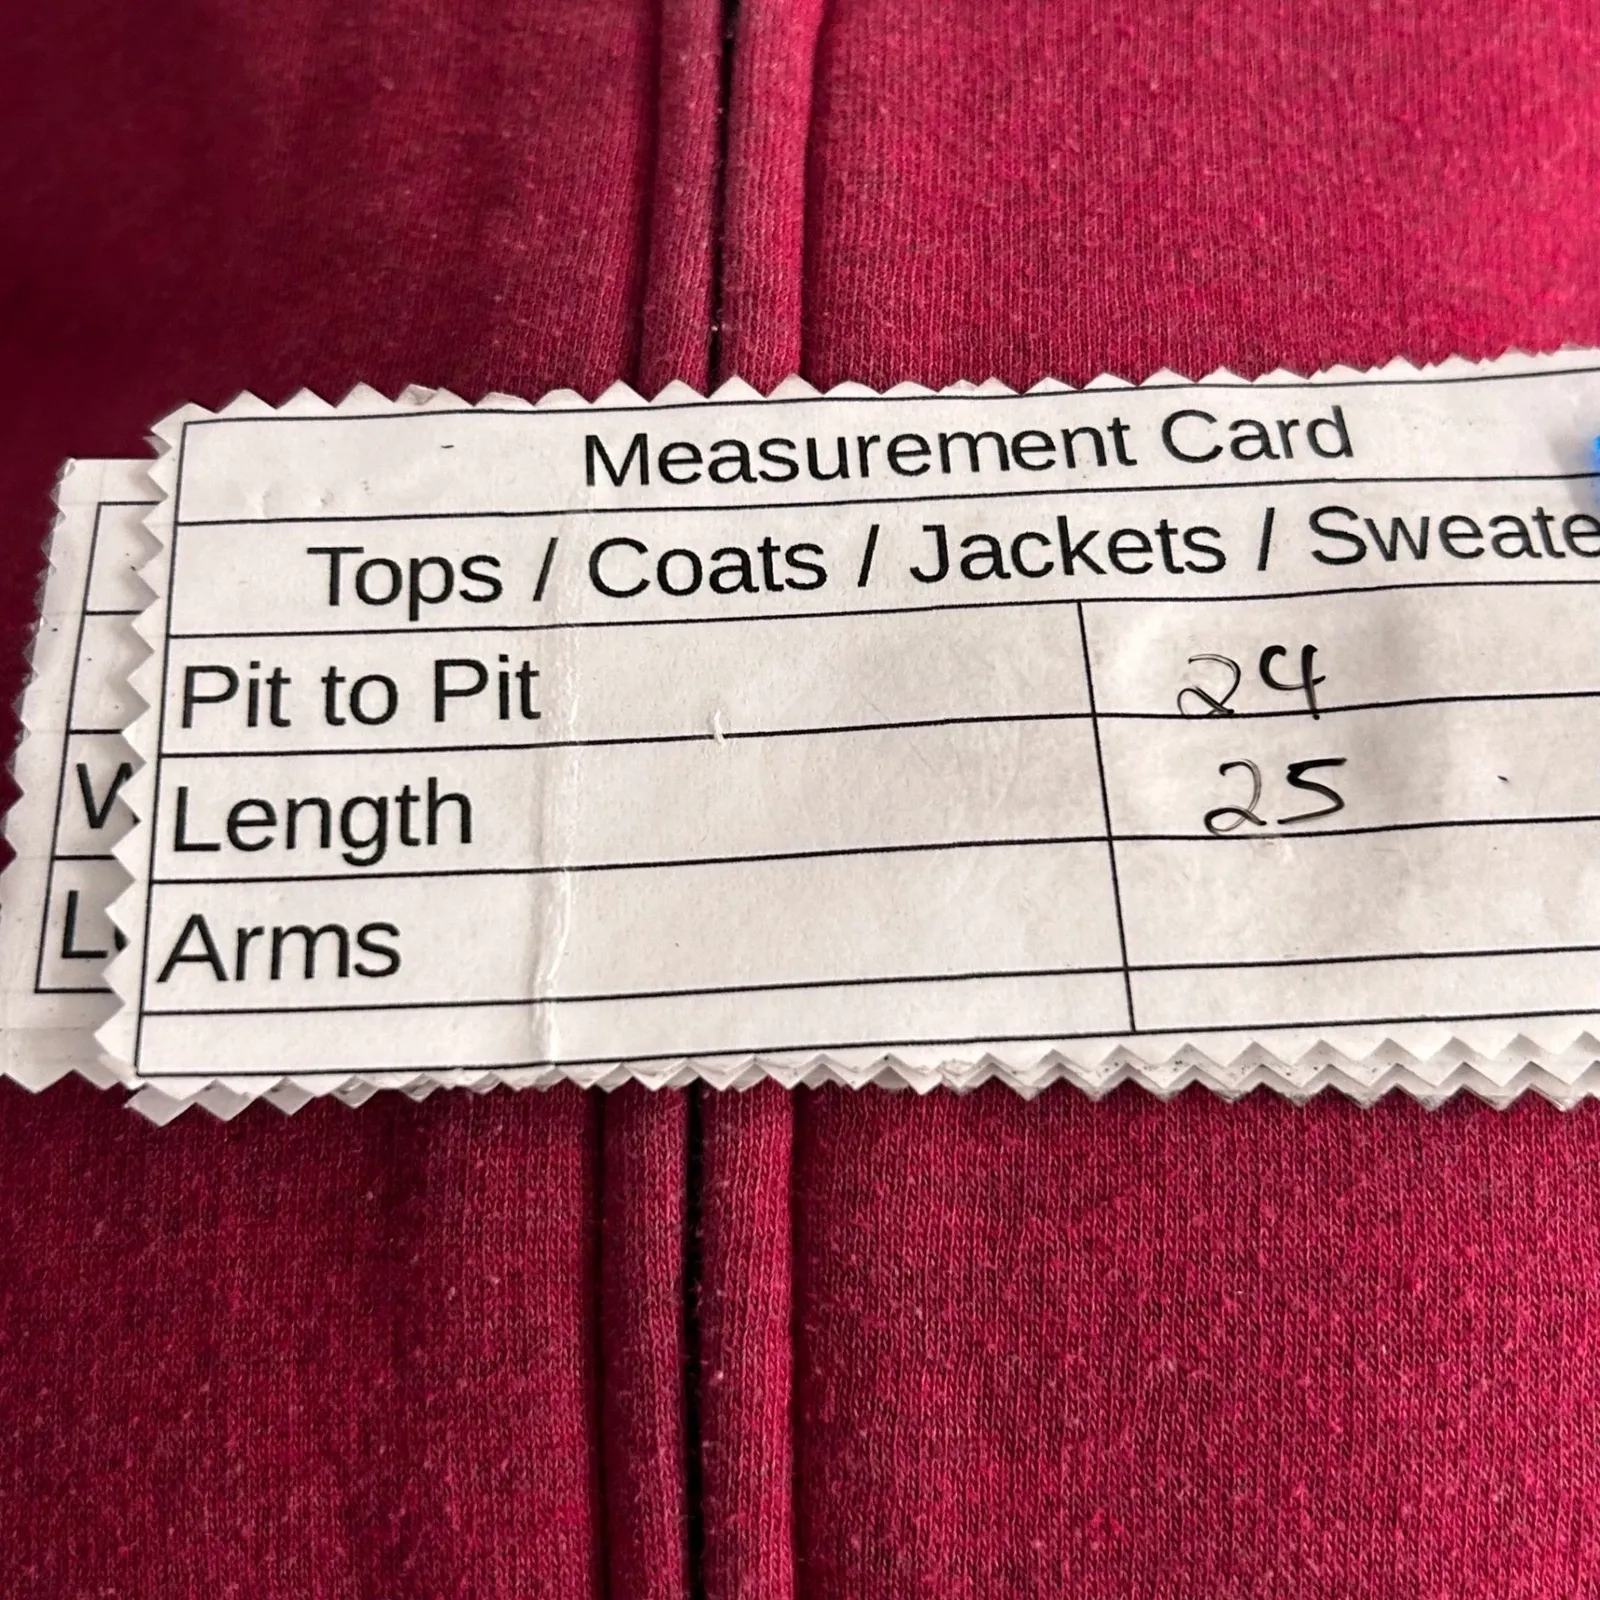 Measurement Card
Tops / Coats / Jackets / Sweate
Pit to Pit 24
Length 25
Arms